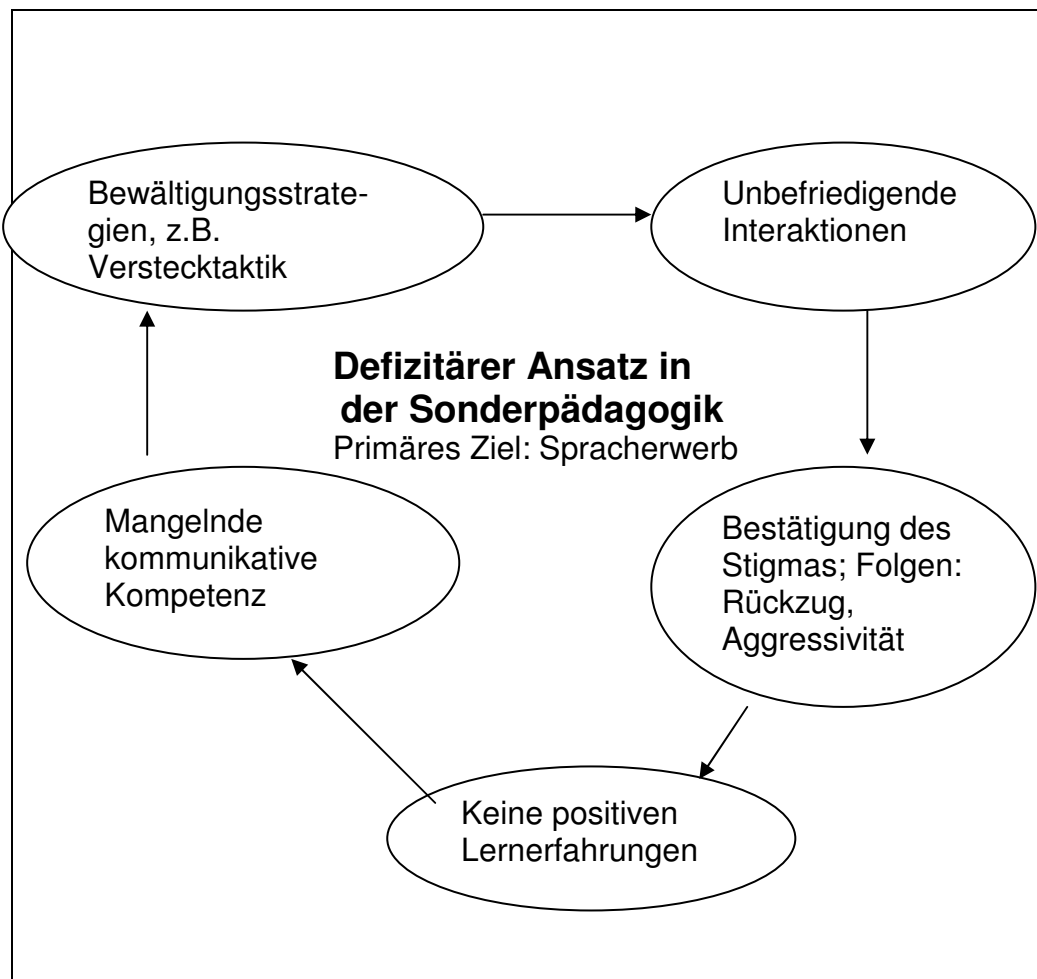 Bewältigungsstrate-
gien, z.B.
Verstecktaktik
Unbefriedigende
Interaktionen
Defizitärer Ansatz in
der Sonderpädagogik
Primäres Ziel: Spracherwerb
Mangelnde
kommunikative
Kompetenz
Bestätigung des
Stigmas; Folgen:
Rückzug,
Aggressivität
Keine positiven
Lernerfahrungen